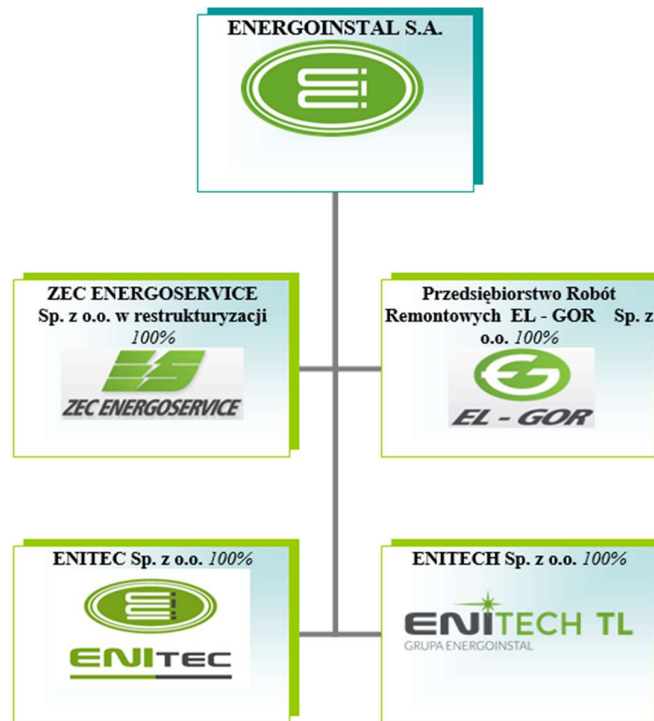 ENERGOINSTAL S.A.
ZEC ENERGOSERVICE
Sp. z o.o. w restrukturyzacji
100%
ZEC ENERGOSERVICE
Przedsiębiorstwo Robót
Remontowych EL - GOR Sp. z
o.o. 100%
EL - GOR
ENITEC Sp. z o.o. 100%
ENITEC
ENITECH Sp. z o.o. 100%
ENITECH TL
GRUPA ENERGOINSTAL